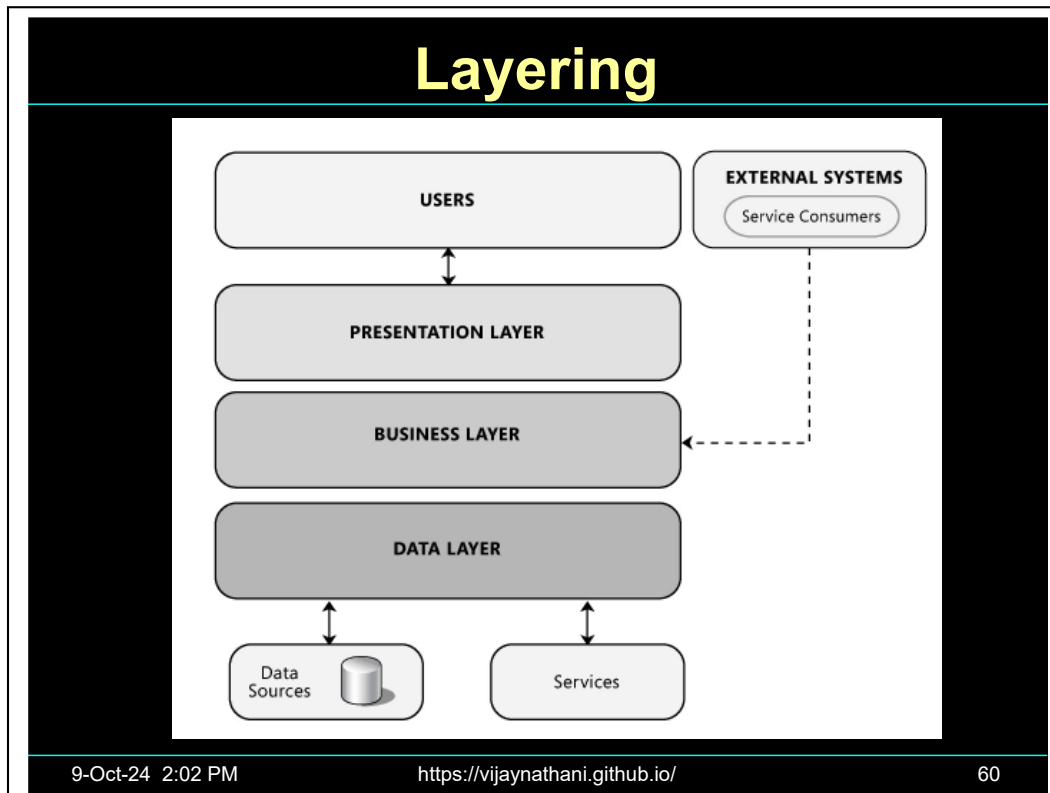 Layering
USERS
EXTERNAL SYSTEMS
Service Consumers
PRESENTATION LAYER
BUSINESS LAYER
DATA LAYER
Data
Sources
Services
9-Oct-24 2:02 PM
https://vijaynathani.github.io/
60